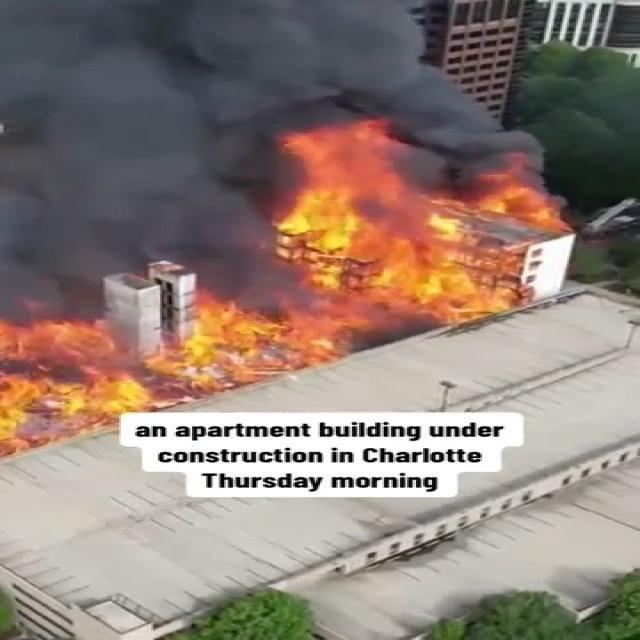 an apartment building under
construction in Charlotte
Thursday morning